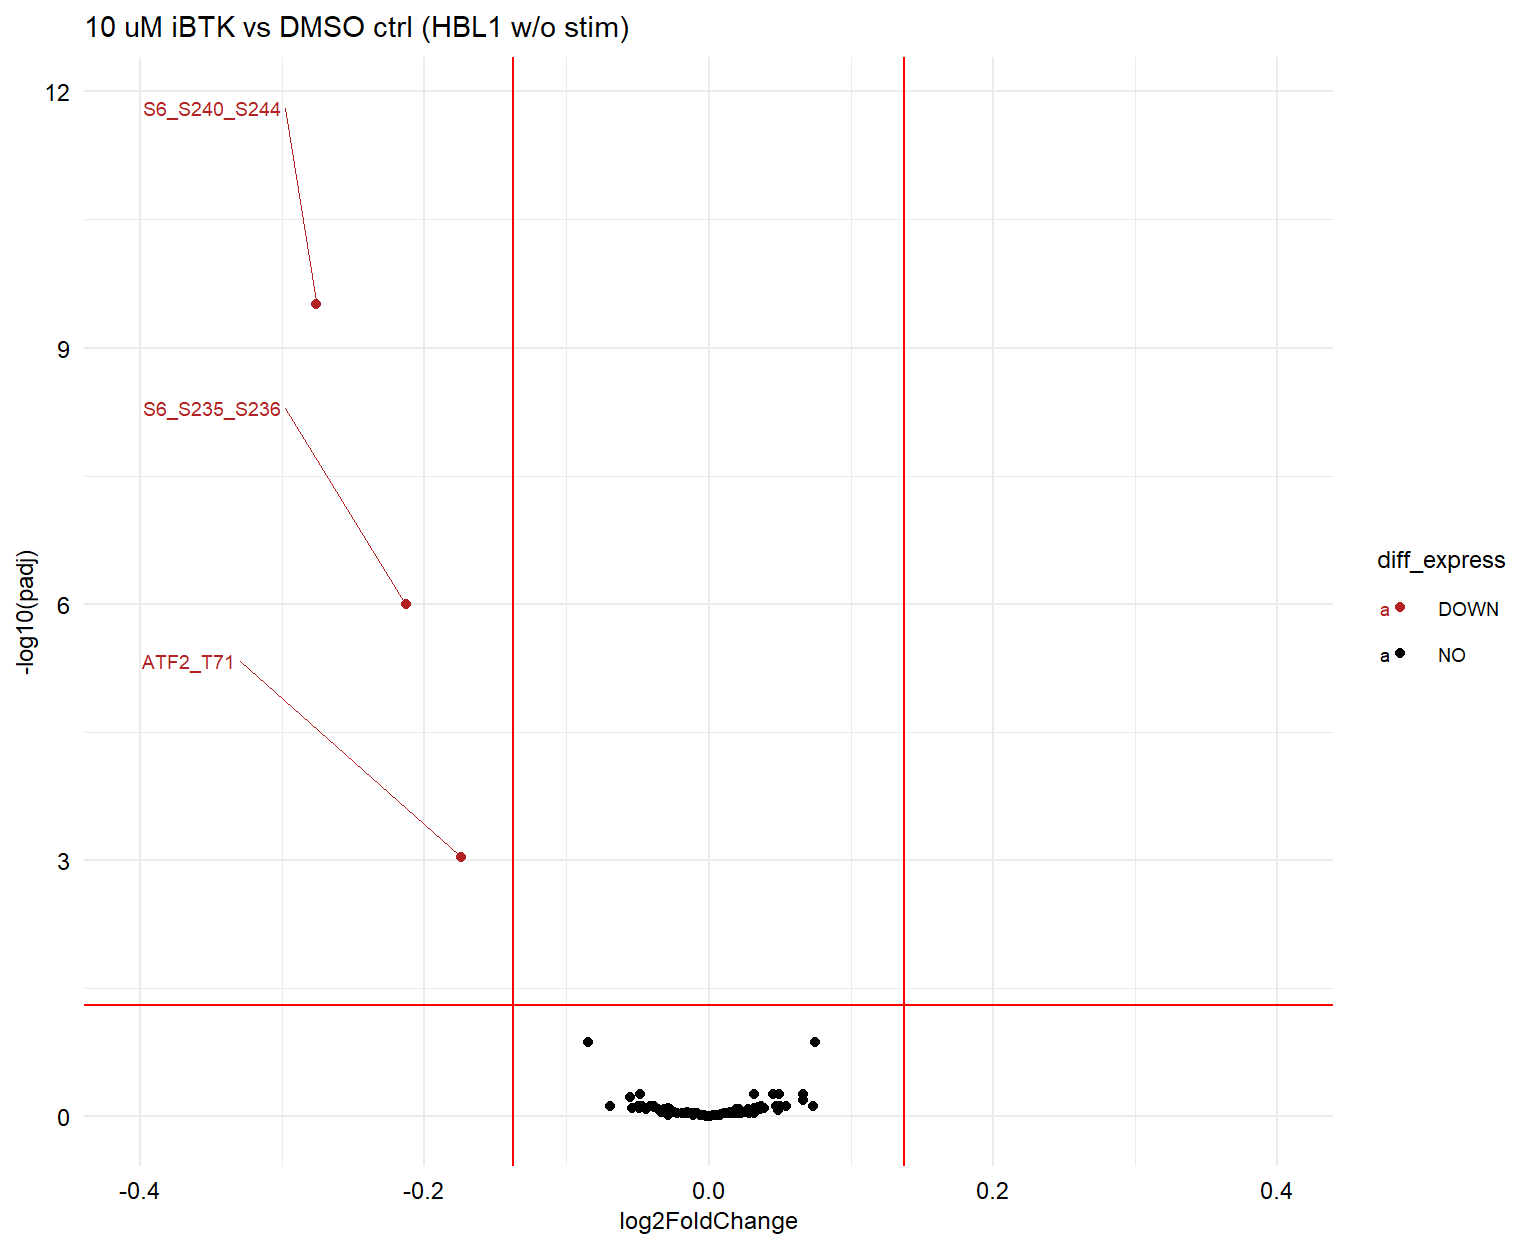 10 uM iBTK vs DMSO ctrl (HBL1 w/o stim)
12
S6_S240_S244
9
S6_S235_S236
6
ATF2_T71
3
0
-log10(padj)
-0.4
-0.2
0.0
0.2
0.4
log2FoldChange
diff_express
a DOWN
a NO